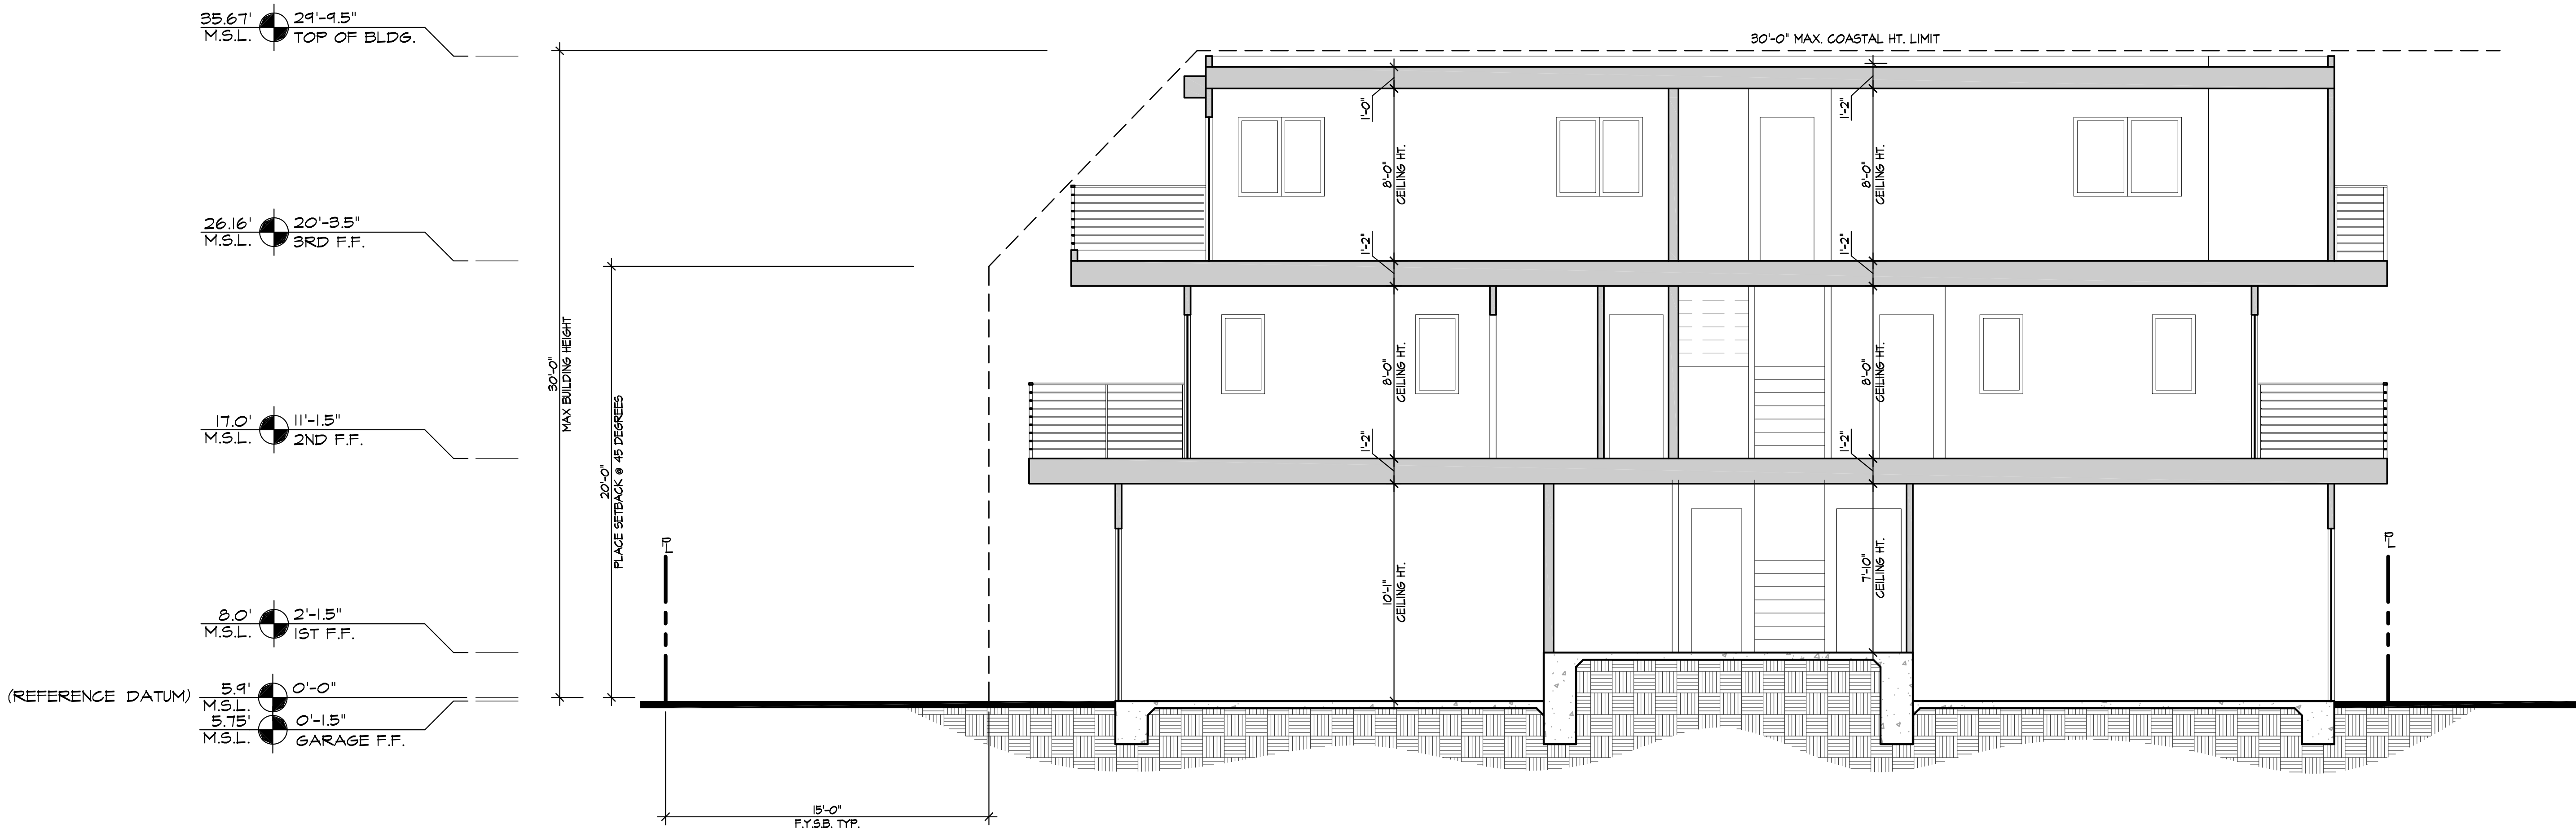 35.67'
M.S.L.
29'-9.5"
TOP OF BLDG.
26.16'
M.S.L.
20'-3.5"
3RD F.F.
17.0'
M.S.L.
11'-1.5"
2ND F.F.
8.0'
M.S.L.
2'-1.5"
1ST F.F.
(REFERENCE DATUM)
5.9'
M.S.L.
0'-0"
5.75'
M.S.L.
0'-1.5"
GARAGE F.F.
30'-0"
MAX BUILDING HEIGHT
20'-0"
PLACE SETBACK @ 45 DEGREES
PL
15'-0"
F.Y.S.B. TYP.
30'-0" MAX. COASTAL HT. LIMIT
1'-0"
8'-0"
CEILING HT.
1'-2"
8'-0"
CEILING HT.
1'-2"
10'-1"
CEILING HT.
1'-2"
8'-0"
CEILING HT.
1'-2"
8'-0"
CEILING HT.
1'-2"
7'-10"
CEILING HT.
PL